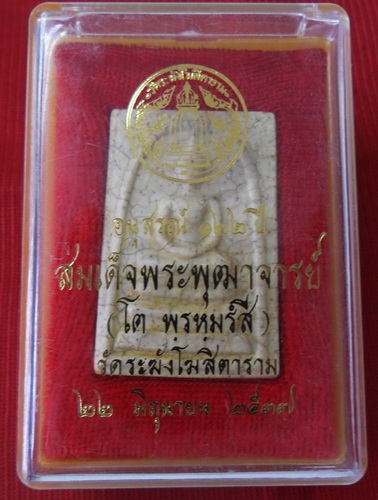 อนุสรณ์ ๑๒๒ ปี
สมเด็จพระพุฒาจารย์
(โต พฺรหฺมรํสี)
วัดระฆังโฆสิตาราม
๒๒ มิถุนายน ๒๕๓๗